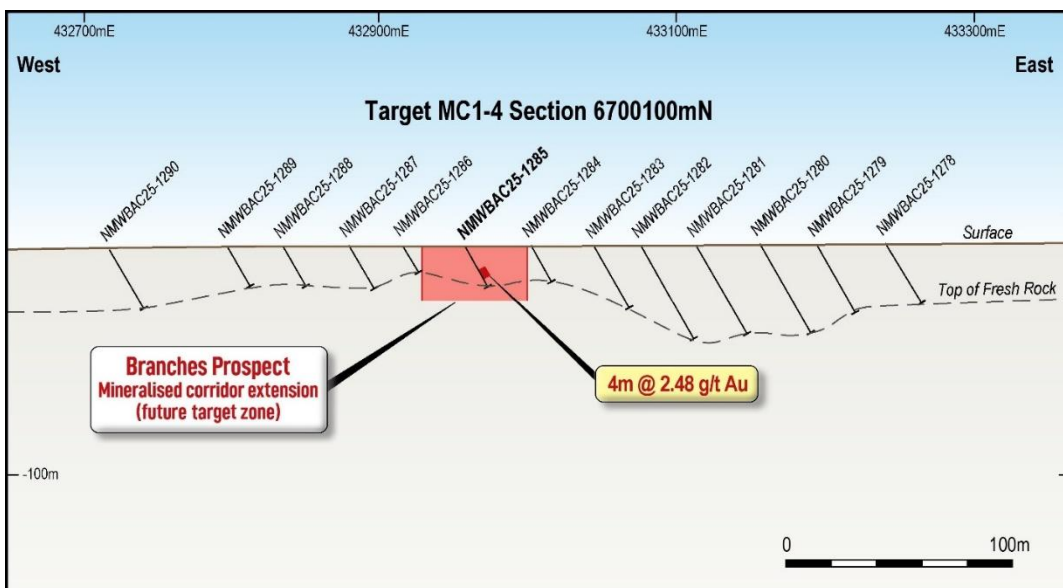 432700mE
432900mE
433100mE
433300mE
West
East
Target MC1-4 Section 6700100mN
NMWBAC25-1290
NMWBAC25-1289
NMWBAC25-1288
NMWBAC25-1287
NMWBAC25-1286
NMWBAC25-1285
NMWBAC25-1284
NMWBAC25-1283
NMWBAC25-1282
NMWBAC25-1281
NMWBAC25-1280
NMWBAC25-1279
NMWBAC25-1278
Surface
Top of Fresh Rock
Branches Prospect
Mineralised corridor extension
(future target zone)
4m @ 2.48 g/t Au
-100m
0
100m